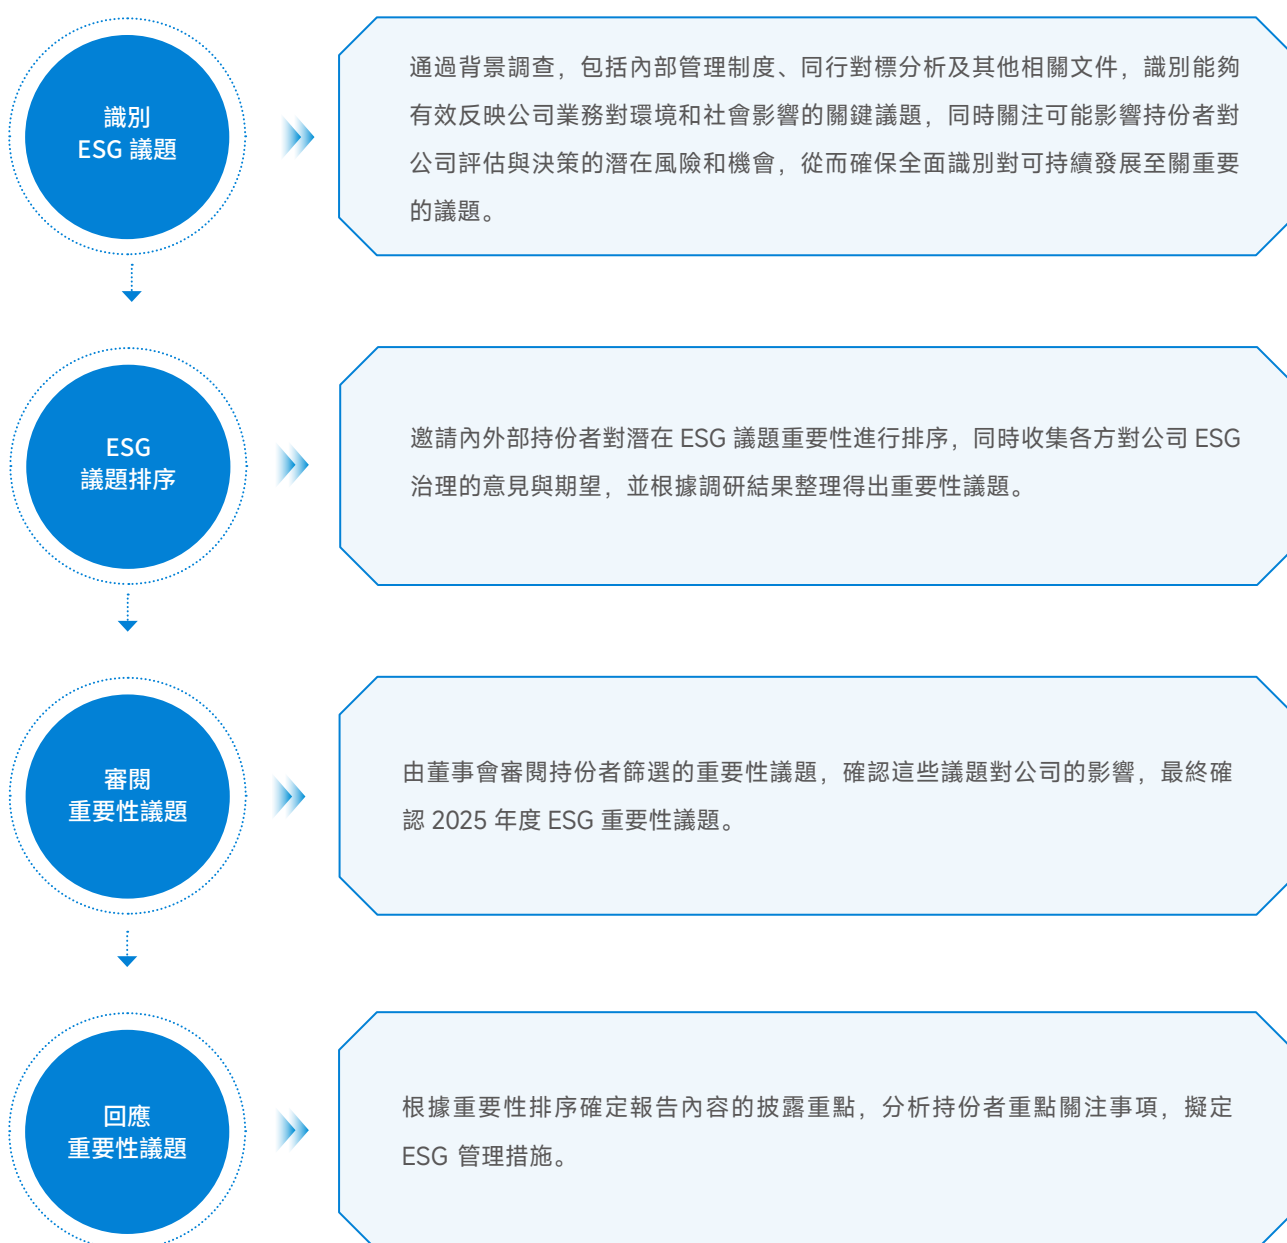 識別
ESG 議題
通過背景調查，包括內部管理制度、同行對標分析及其他相關文件，識別能夠
有效反映公司業務對環境和社會影響的關鍵議題，同時關注可能影響持份者對
公司評估與決策的潛在風險和機會，從而確保全面識別對可持續發展至關重要
的議題。
ESG
議題排序
邀請內外部持份者對潛在 ESG 議題重要性進行排序，同時收集各方對公司 ESG
治理的意見與期望，並根據調研結果整理得出重要性議題。
審閱
重要性議題
由董事會審閱持份者篩選的重要性議題，確認這些議題對公司的影響，最終確
認 2025 年度 ESG 重要性議題。
回應
重要性議題
根據重要性排序確定報告內容的披露重點，分析持份者重點關注事項，擬定
ESG 管理措施。